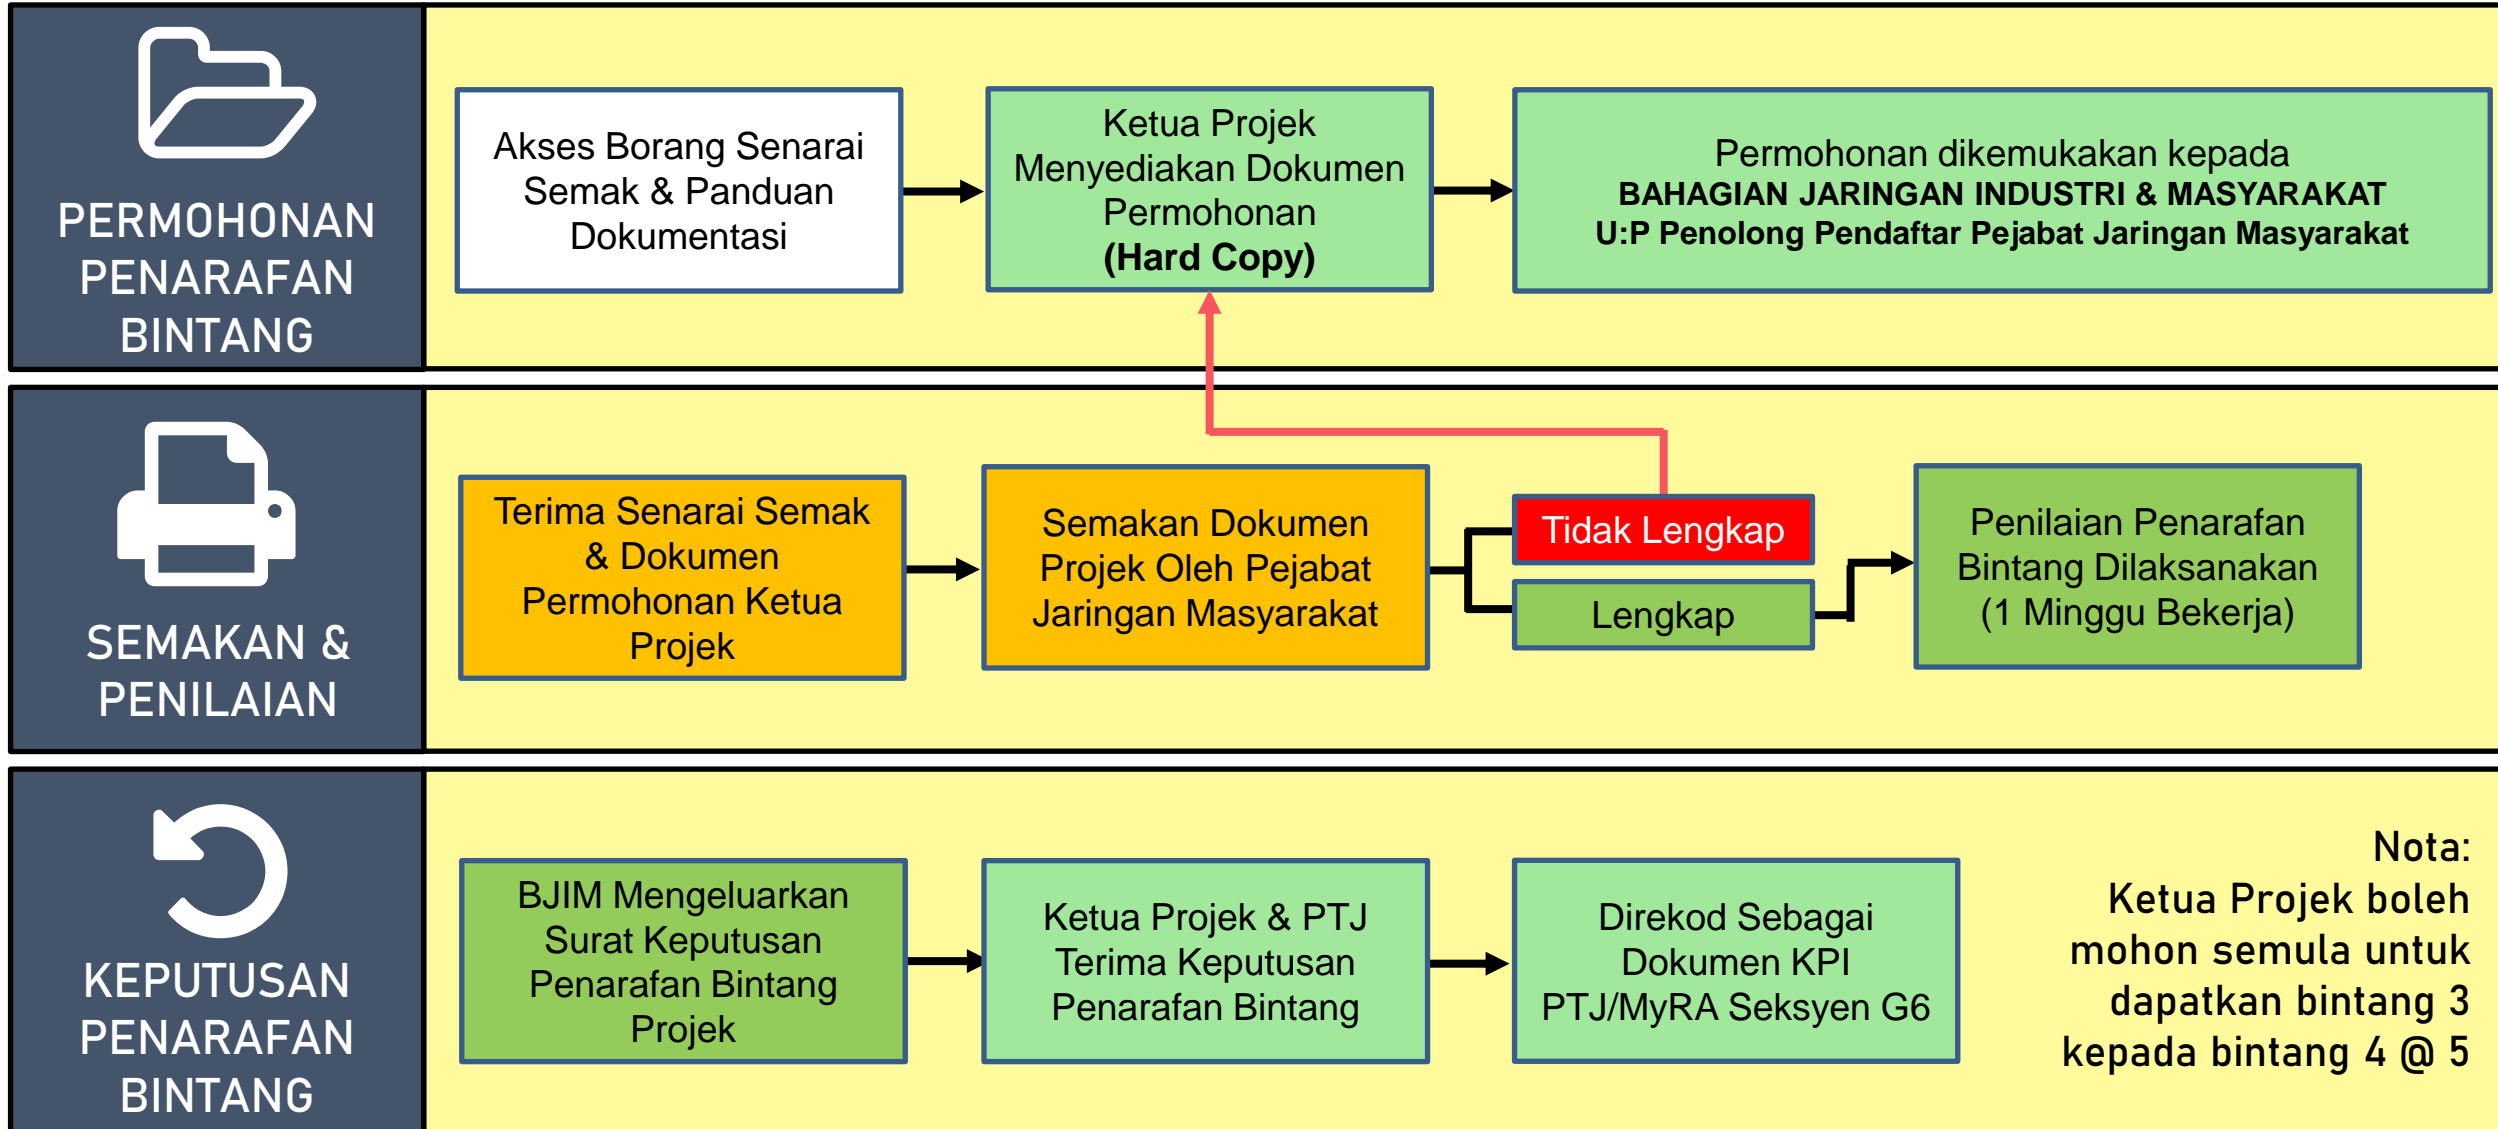 PERMOHONAN
PENARAFAN
BINTANG
Akses Borang Senarai
Semak & Panduan
Dokumentasi
Ketua Projek
Menyediakan Dokumen
Permohonan
(Hard Copy)
Permohonan dikemukakan kepada
BAHAGIAN JARINGAN INDUSTRI & MASYARAKAT
U:P Penolong Pendaftar Pejabat Jaringan Masyarakat
SEMAKAN &
PENILAIAN
Terima Senarai Semak
& Dokumen
Permohonan Ketua
Projek
Semakan Dokumen
Projek Oleh Pejabat
Jaringan Masyarakat
Tidak Lengkap
Lengkap
Penilaian Penarafan
Bintang Dilaksanakan
(1 Minggu Bekerja)
KEPUTUSAN
PENARAFAN
BINTANG
BJIM Mengeluarkan
Surat Keputusan
Penarafan Bintang
Projek
Ketua Projek & PTJ
Terima Keputusan
Penarafan Bintang
Direkod Sebagai
Dokumen KPI
PTJ/MyRA Seksyen G6
Nota:
Ketua Projek boleh
mohon semula untuk
dapatkan bintang 3
kepada bintang 4 @ 5